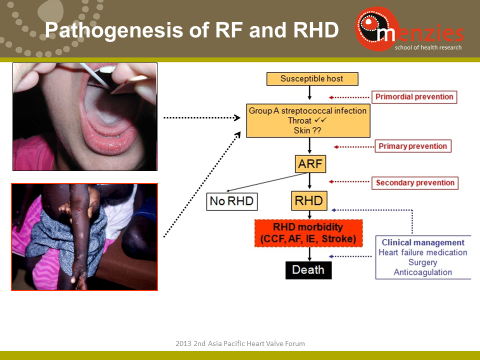 Pathogenesis of RF and RHD
menzies
school of health research
Susceptible host
Primordial prevention
Group A streptococcal infection
Throat ✓✓
Skin ??
Primary prevention
ARF
Secondary prevention
No RHD
RHD
RHD morbidity
(CCF, AF, IE, Stroke)
Clinical management
Heart failure medication
Surgery
Anticoagulation
Death
2013 2nd Asia Pacific Heart Valve Forum